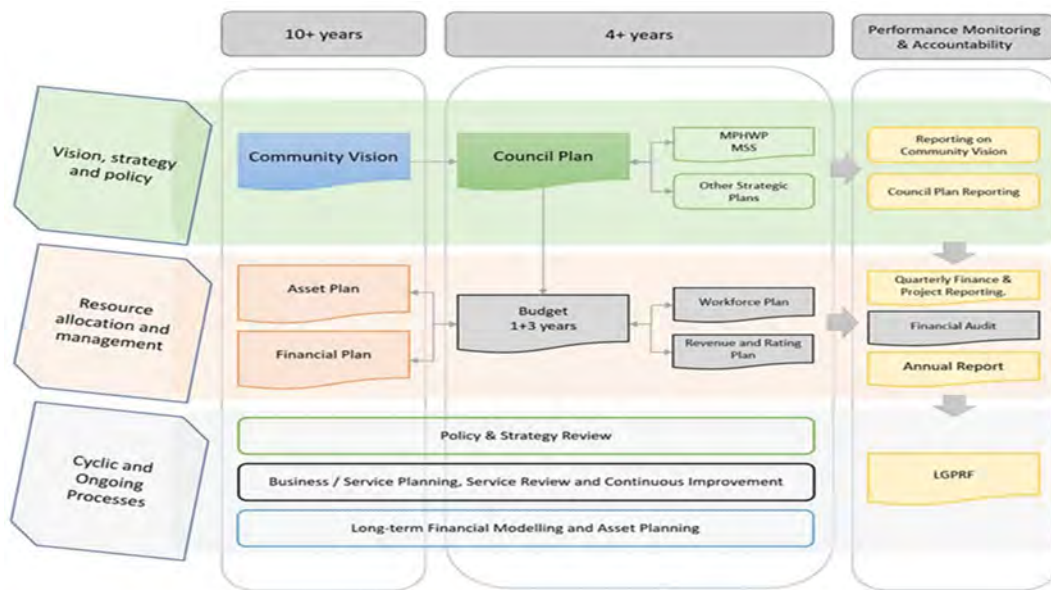 10+ years
4+ years
Performance Monitoring
& Accountability
Vision, strategy
and policy
Community Vision
Council Plan
MPHWP
MSS
Other Strategic
Plans
Reporting on
Community Vision
Council Plan Reporting
Resource
allocation and
management
Asset Plan
Financial Plan
Budget
1+3 years
Workforce Plan
Revenue and Rating
Plan
Quarterly Finance &
Project Reporting.
Financial Audit
Annual Report
Cyclic and
Ongoing
Processes
Policy & Strategy Review
Business / Service Planning, Service Review and Continuous Improvement
Long-term Financial Modelling and Asset Planning
LGPRF